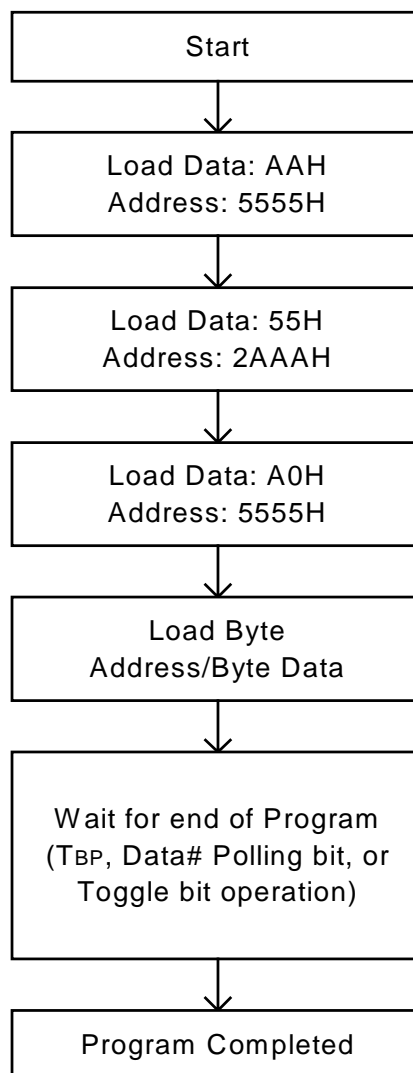 Start
Load Data: AAH
Address: 5555H
Load Data: 55H
Address: 2AAAH
Load Data: A0H
Address: 5555H
Load Byte
Address/Byte Data
Wait for end of Program
(TBP, Data# Polling bit, or
Toggle bit operation)
Program Completed